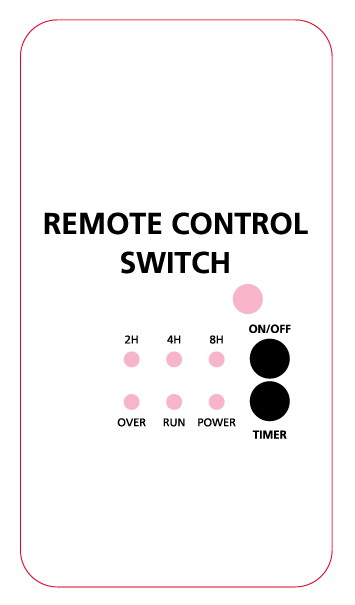 REMOTE CONTROL
SWITCH
ON/OFF
2H 4H 8H
OVER RUN POWER
TIMER